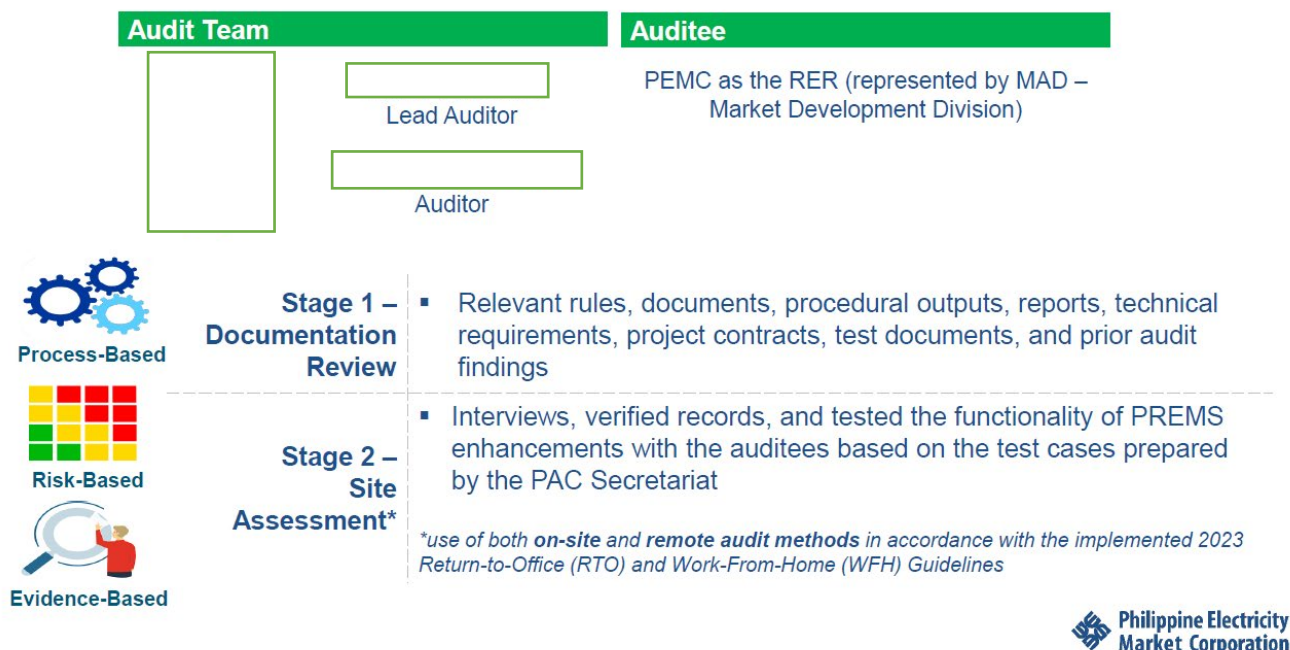 Audit Team
Auditee
Lead Auditor
Auditor
PEMC as the RER (represented by MAD –
Market Development Division)
Process-Based
Risk-Based
Evidence-Based
Stage 1 –
Documentation
Review
▪ Relevant rules, documents, procedural outputs, reports, technical
requirements, project contracts, test documents, and prior audit
findings
Stage 2 –
Site
Assessment*
▪ Interviews, verified records, and tested the functionality of PREMS
enhancements with the auditees based on the test cases prepared
by the PAC Secretariat
*use of both on-site and remote audit methods in accordance with the implemented 2023
Return-to-Office (RTO) and Work-From-Home (WFH) Guidelines
Philippine Electricity
Market Corporation